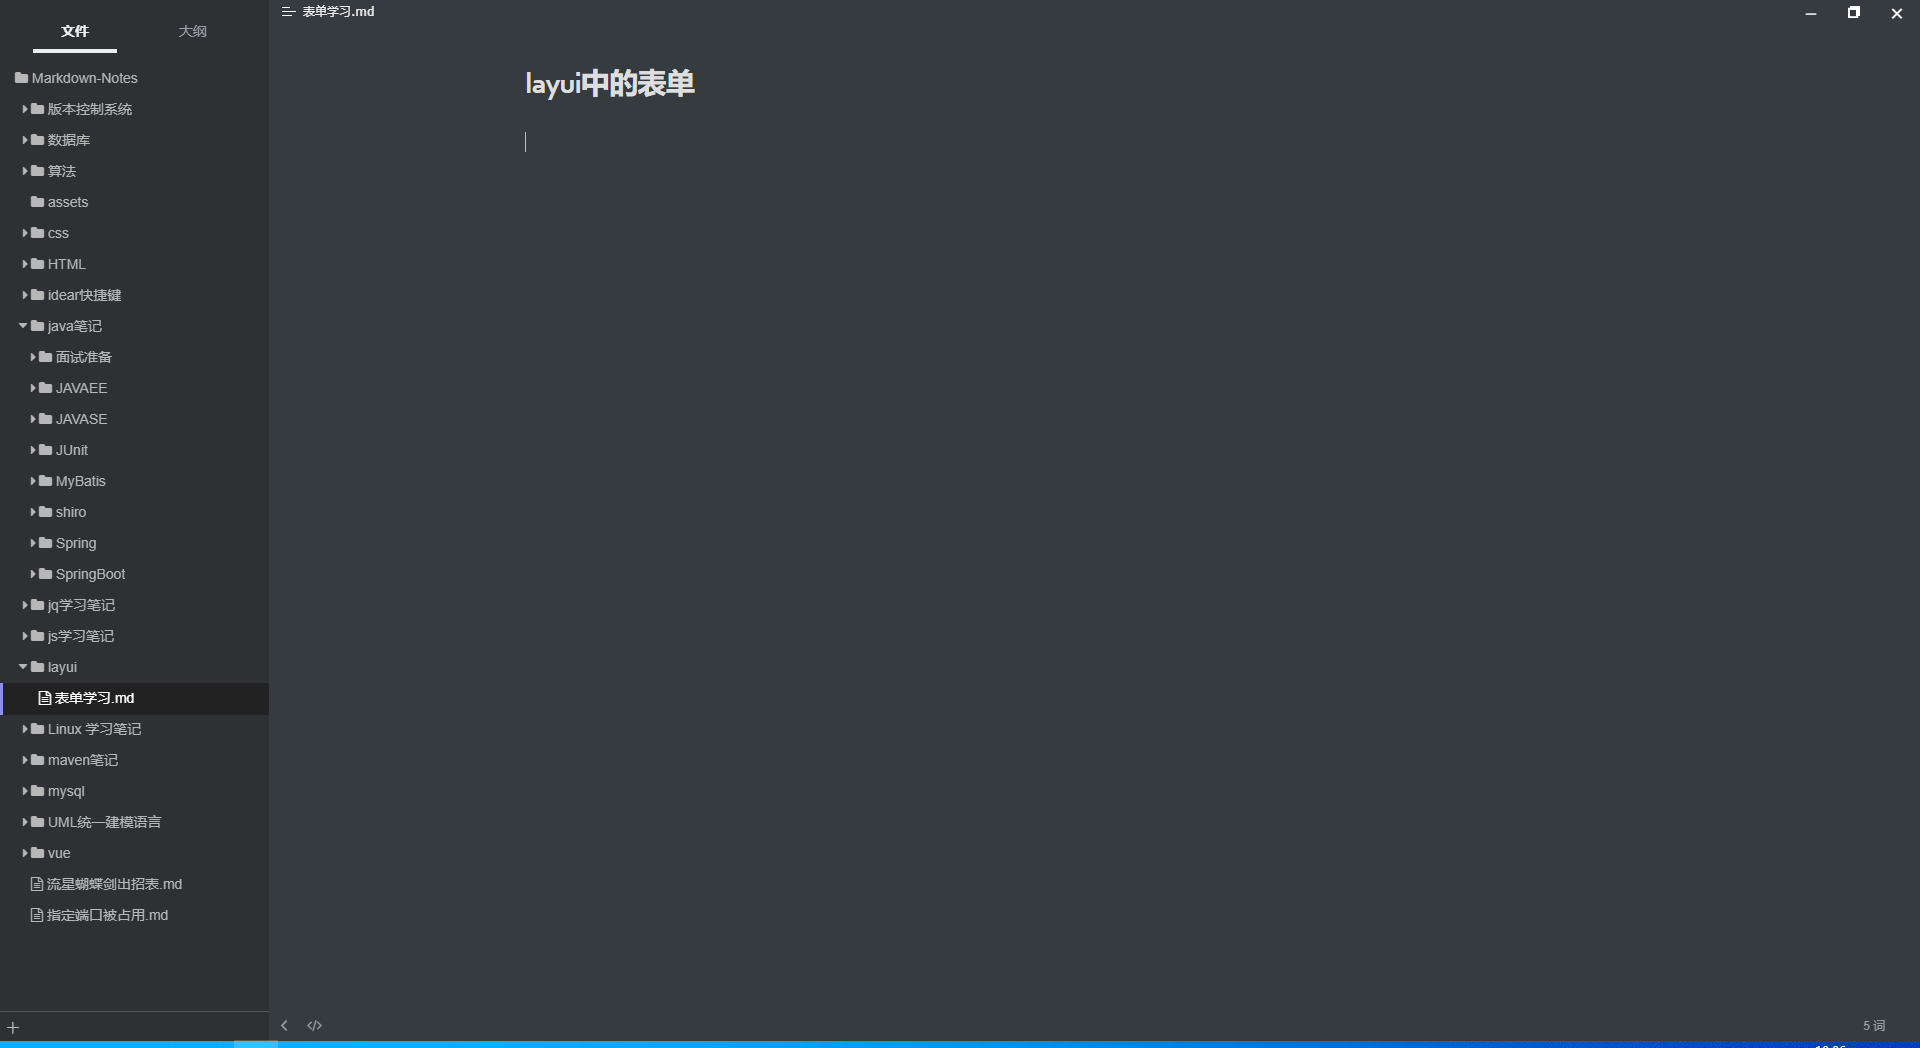 文件 大纲
Markdown-Notes
版本控制系统
数据库
算法
assets
css
HTML
idear快捷键
java笔记
面试准备
JAVAEE
JAVASE
JUnit
MyBatis
shiro
Spring
SpringBoot
jq学习笔记
js学习笔记
layui
表单学习.md
Linux 学习笔记
maven笔记
mysql
UML统一建模语言
vue
流星蝴蝶剑出招表.md
指定端口被占用.md
表单学习.md
layui中的表单
5 词